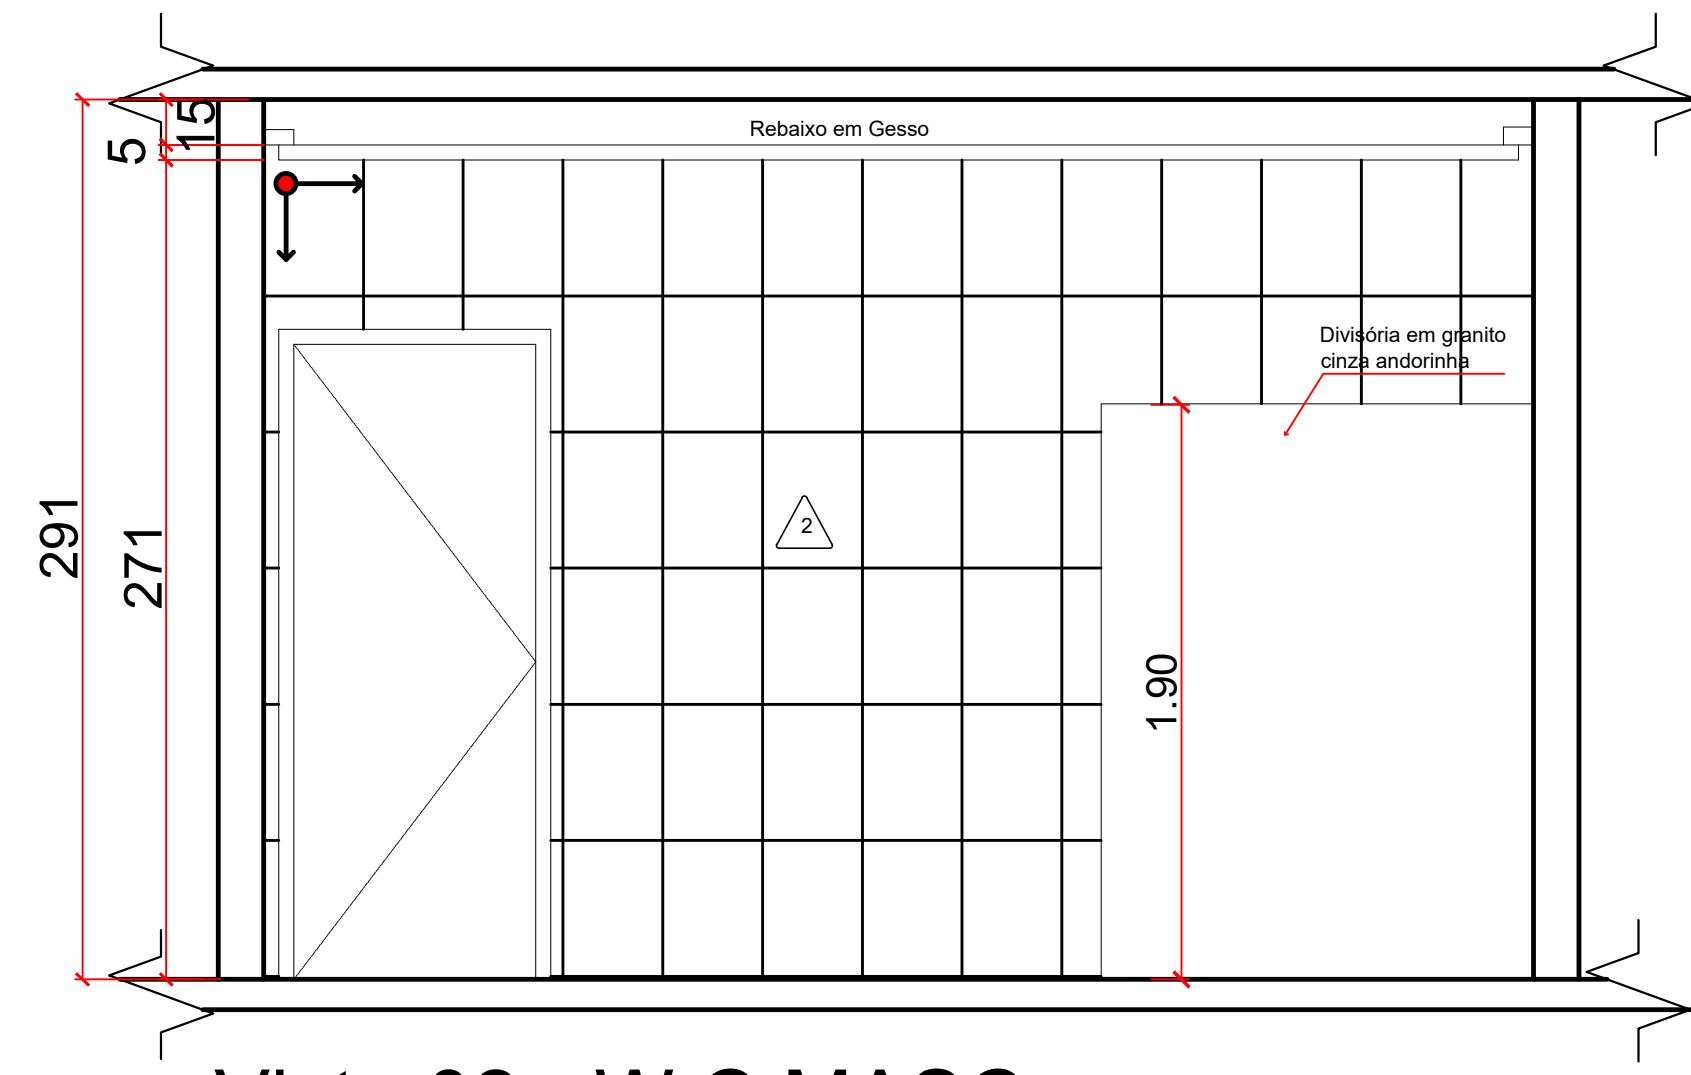 15
5
Rebaixo em Gesso
Divisória em granito
cinza andorinha
291
271
2
1.90